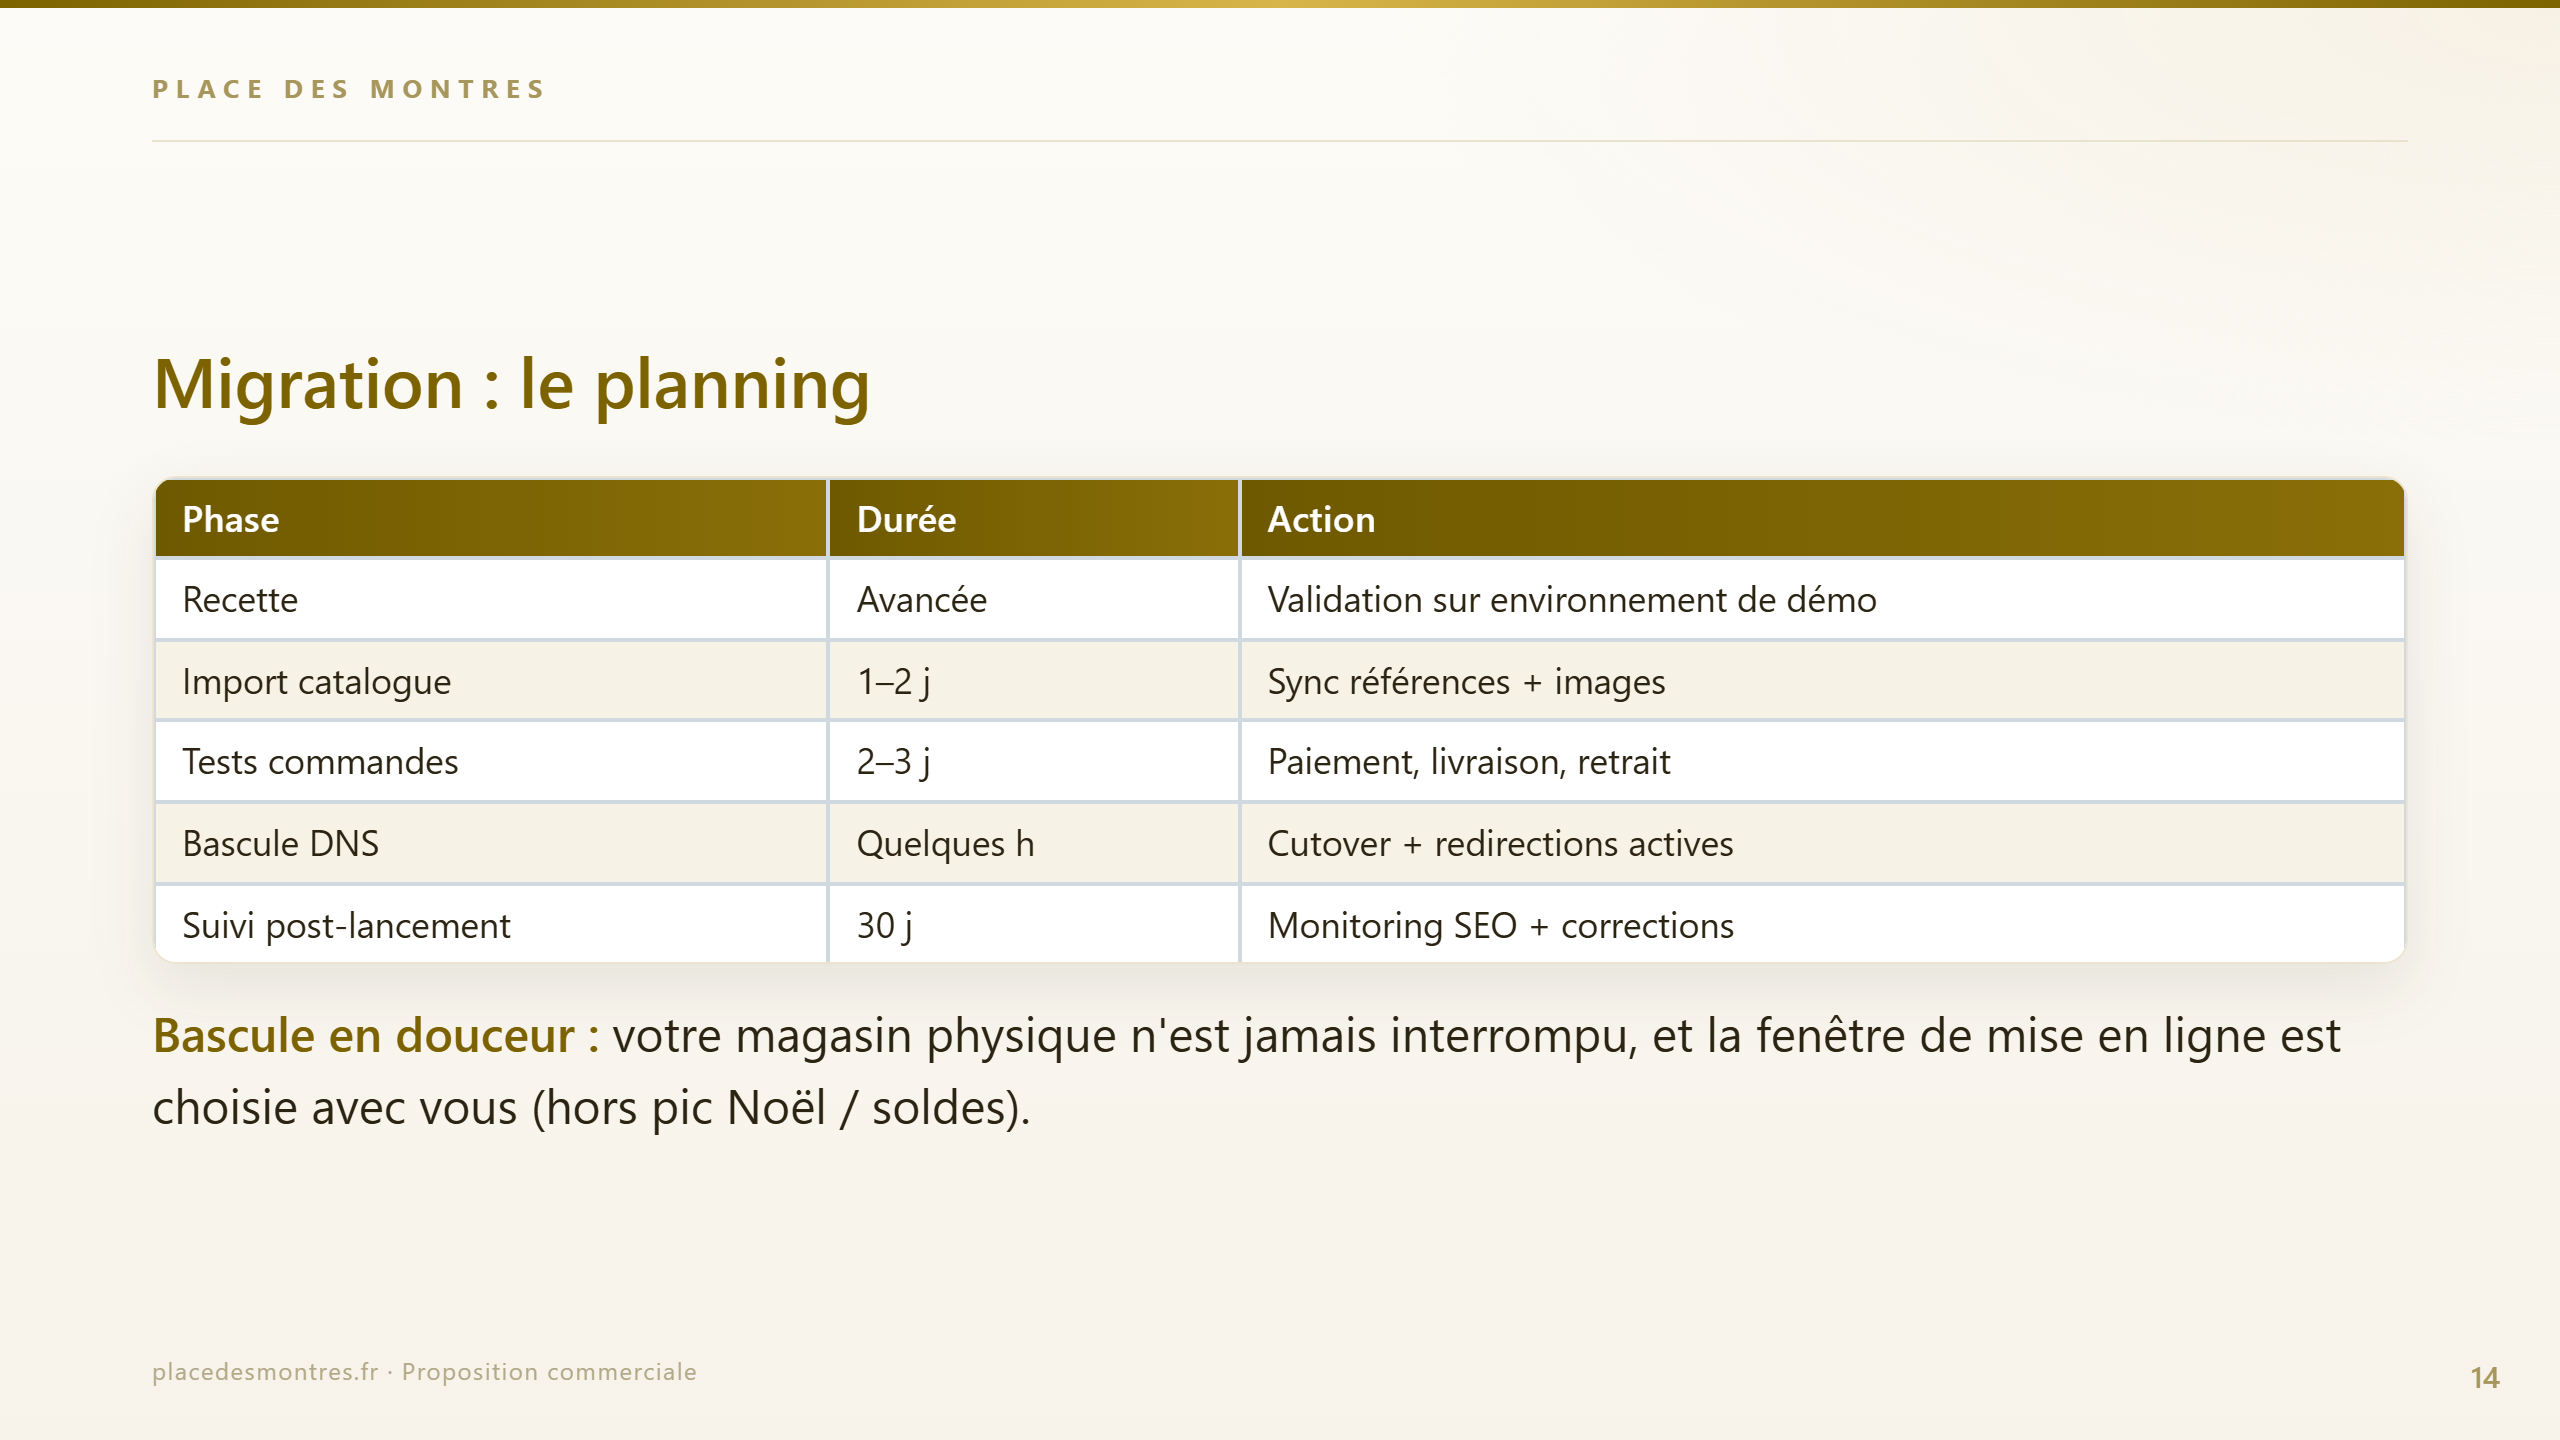 PLACE DES MONTRES
Migration : le planning
Phase Durée Action
Recette Avancée Validation sur environnement de démo
Import catalogue 1–2 j Sync références + images
Tests commandes 2–3 j Paiement, livraison, retrait
Bascule DNS Quelques h Cutover + redirections actives
Suivi post-lancement 30 j Monitoring SEO + corrections
Bascule en douceur : votre magasin physique n'est jamais interrompu, et la fenêtre de mise en ligne est
choisie avec vous (hors pic Noël / soldes).
placedesmontres.fr · Proposition commerciale
14